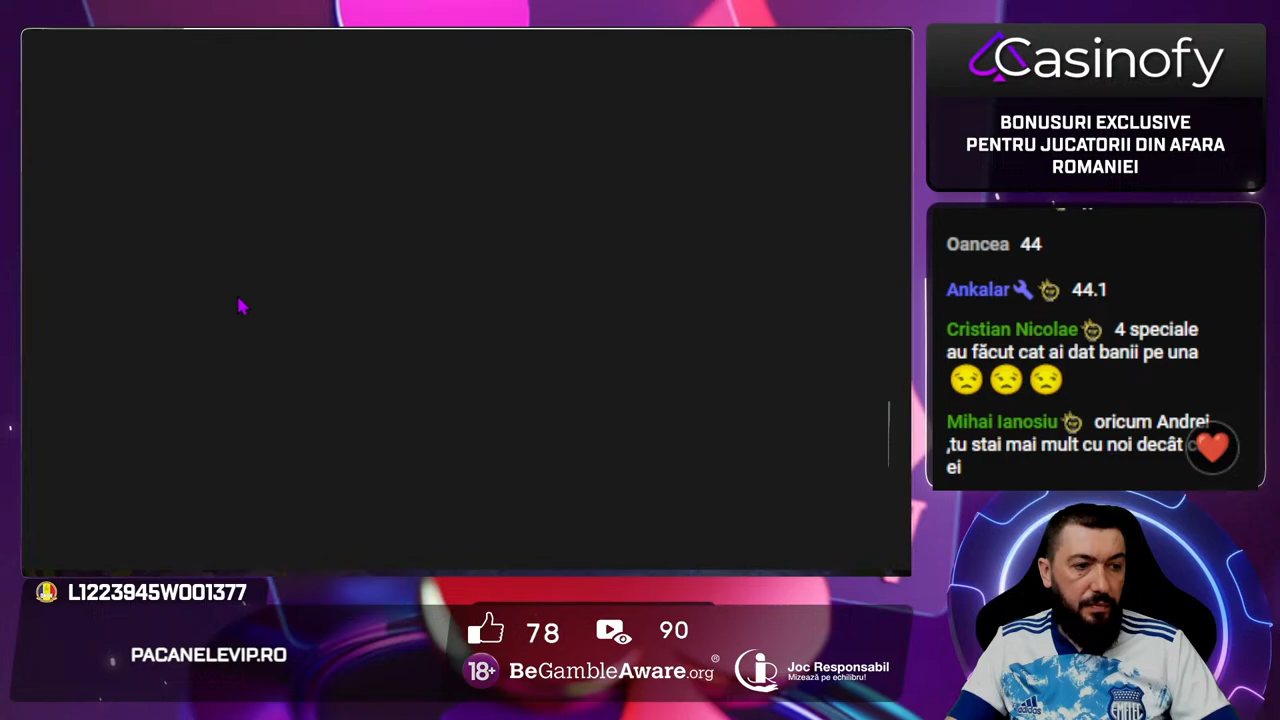 Casinofy
BONUSURI EXCLUSIVE
PENTRU JUCATORII DIN AFARA
ROMANIEI
Oancea 44
Ankalar 44.1
Cristian Nicolae 4 speciale
au făcut cat ai dat banii pe una
Mihai Ianosiu oricum Andrei
,tu stai mai mult cu noi decât
ei
L1223945W001377
78
90
PACANELEVIP.RO
18+ BeGambleAware.org®
Joc Responsabil
Mizează pe echilibru!
EMELEC
adidas